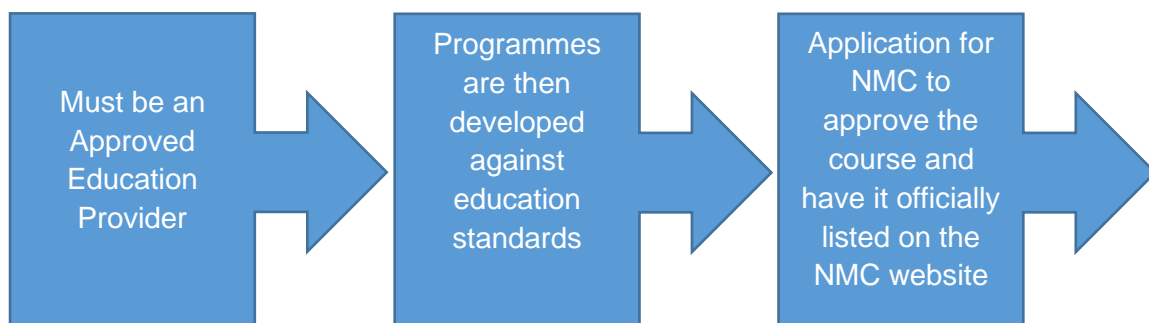 Must be an
Approved
Education
Provider
Programmes
are then
developed
against
education
standards
Application for
NMC to
approve the
course and
have it officially
listed on the
NMC website